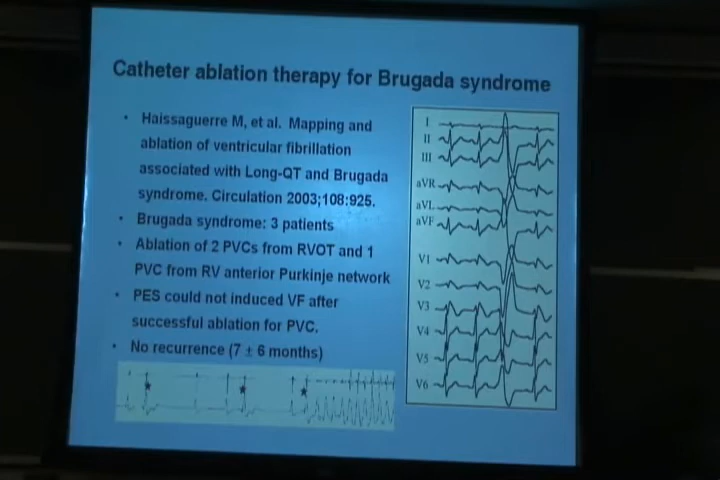 Catheter ablation therapy for Brugada syndrome
• Haissaguerre M, et al. Mapping and
ablation of ventricular fibrillation
associated with Long-QT and Brugada
syndrome. Circulation 2003;108:925.
• Brugada syndrome: 3 patients
• Ablation of 2 PVCs from RVOT and 1
PVC from RV anterior Purkinje network
• PES could not induced VF after
successful ablation for PVC.
• No recurrence (7 ± 6 months)
I
II
III
aVR
aVL
aVF
V1
V2
V3
V4
V5
V6